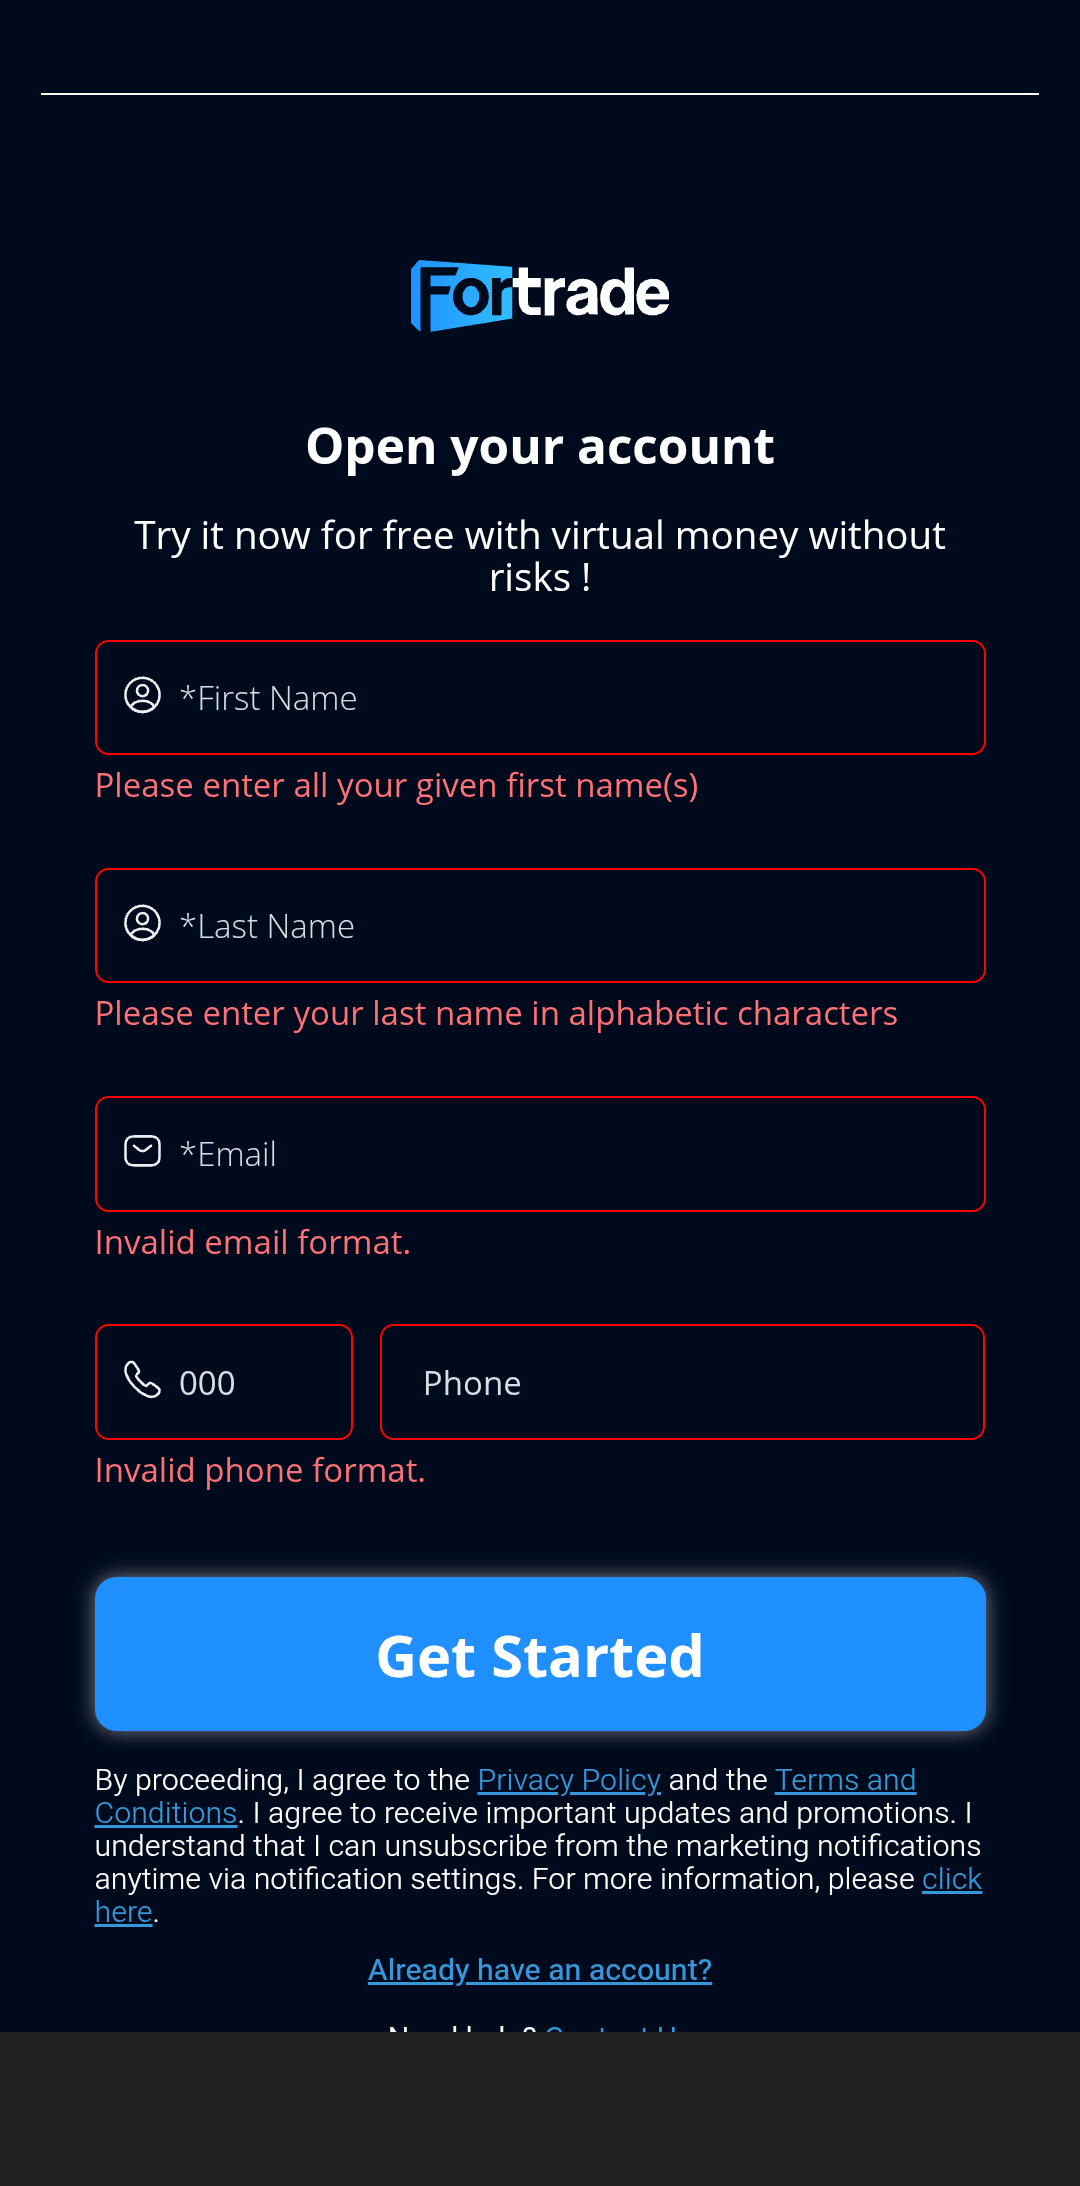 Fortrade
Open your account
Try it now for free with virtual money without
risks !
*First Name
Please enter all your given first name(s)
*Last Name
Please enter your last name in alphabetic characters
*Email
Invalid email format.
000 Phone
Invalid phone format.
Get Started
By proceeding, I agree to the Privacy Policy and the Terms and
Conditions. I agree to receive important updates and promotions. I
understand that I can unsubscribe from the marketing notifications
anytime via notification settings. For more information, please click
here.
Already have an account?